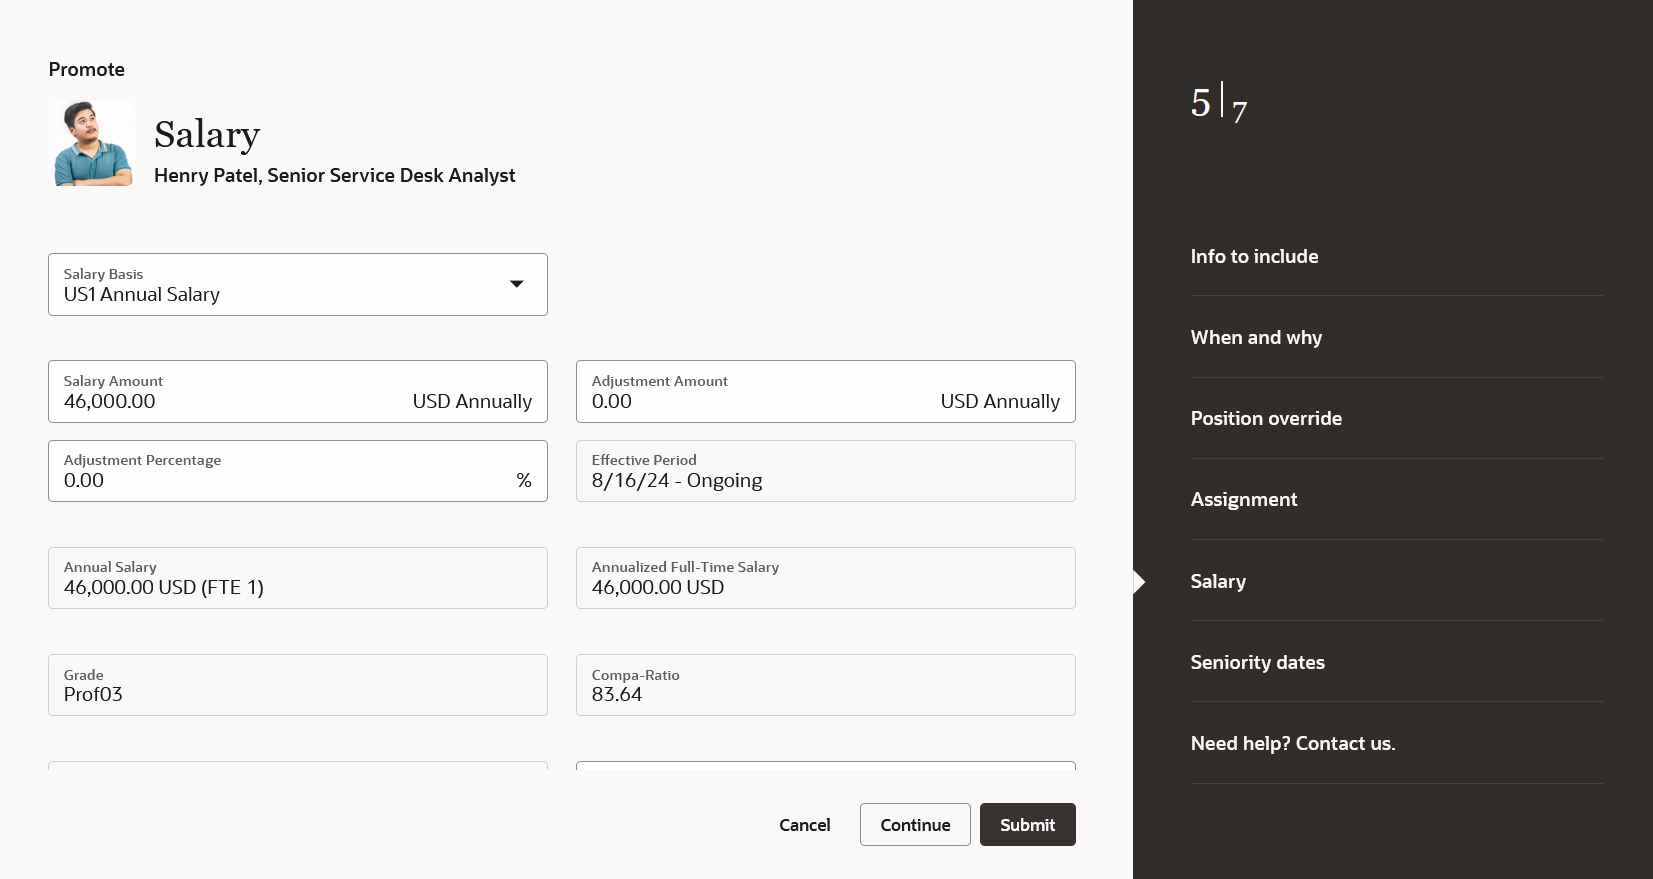 Promote
Salary
Henry Patel, Senior Service Desk Analyst
Salary Basis
US1 Annual Salary
Salary Amount
46,000.00 USD Annually
Adjustment Amount
0.00 USD Annually
Adjustment Percentage
0.00 %
Effective Period
8/16/24 - Ongoing
Annual Salary
46,000.00 USD (FTE 1)
Annualized Full-Time Salary
46,000.00 USD
Grade
Prof03
Compa-Ratio
83.64
Cancel
Continue
Submit
5 | 7
Info to include
When and why
Position override
Assignment
Salary
Seniority dates
Need help? Contact us.